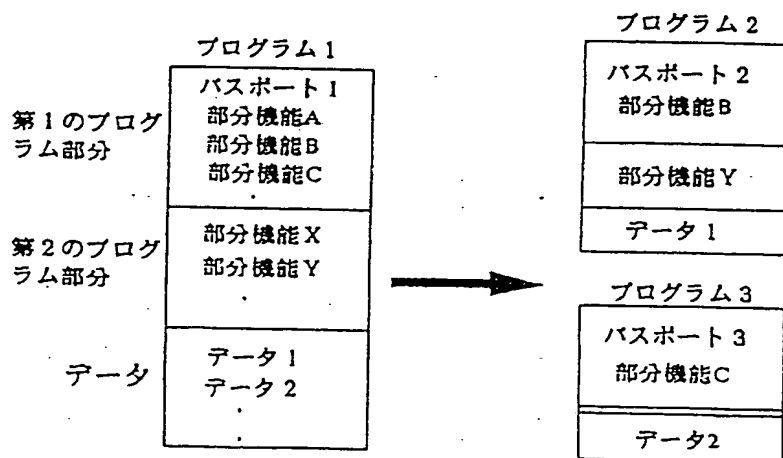 プログラム1
パスポート1
第1のプログ
ラム部分
部分機能A
部分機能B
部分機能C
第2のプログ
ラム部分
部分機能X
部分機能Y
データ
データ1
データ2
プログラム2
パスポート2
部分機能B
部分機能Y
データ1
プログラム3
パスポート3
部分機能C
データ2